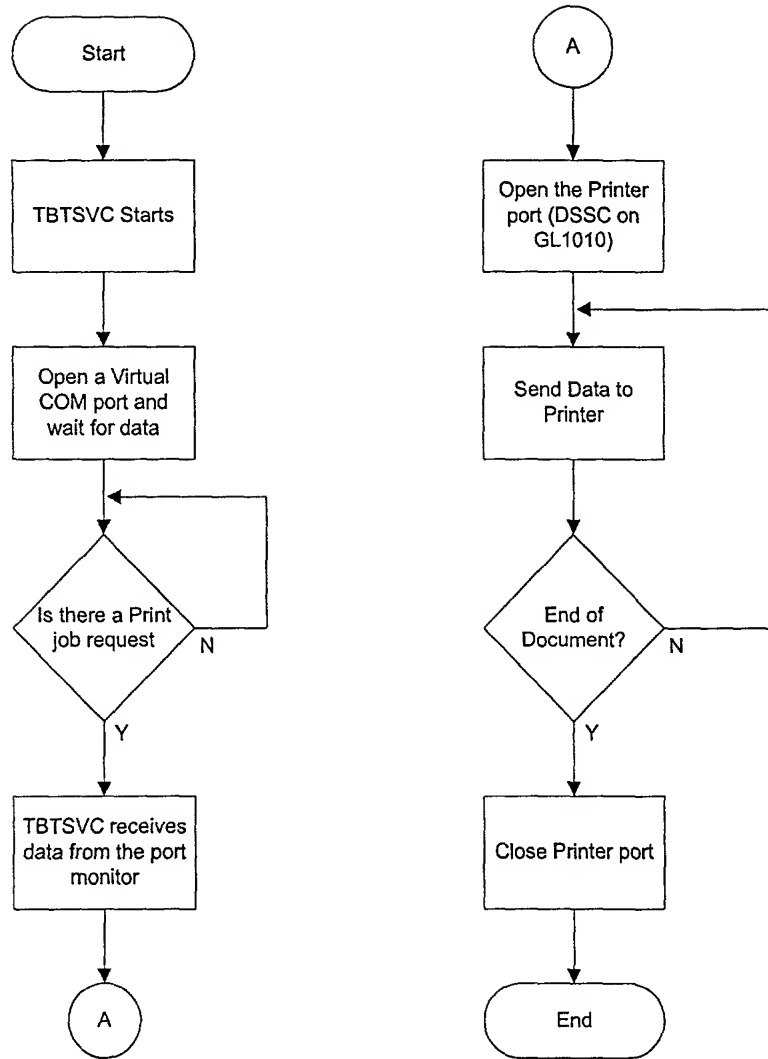 Start
TBTSVC Starts
Open a Virtual
COM port and
wait for data
Is there a Print
job request
N
Y
TBTSVC receives
data from the port
monitor
A
A
Open the Printer
port (DSSC on
GL1010)
Send Data to
Printer
End of
Document?
N
Y
Close Printer port
End